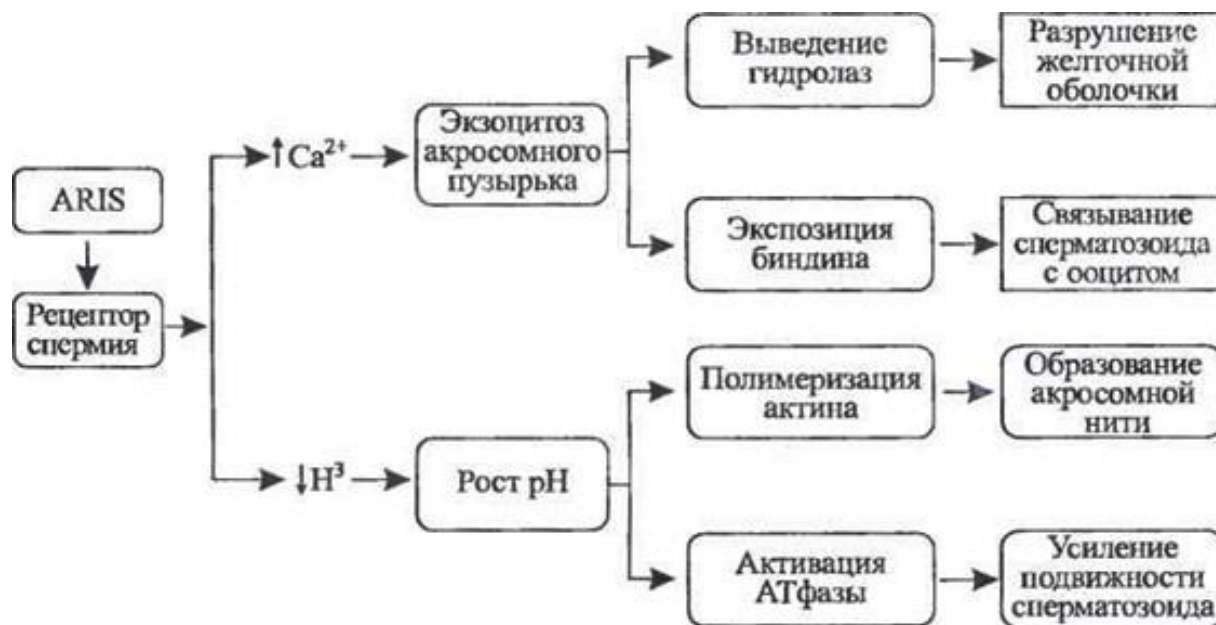 ARIS
Рецептор
спермия
↑Ca²⁺
Экзоцитоз
акросомного
пузырька
Выведение
гидролаз
Разрушение
желточной
оболочки
Экспозиция
биндина
Связывание
сперматозоида
с ооцитом
↓H³
Рост pH
Полимеризация
актина
Образование
акросомной
нити
Активация
АТфазы
Усиление
подвижности
сперматозоида